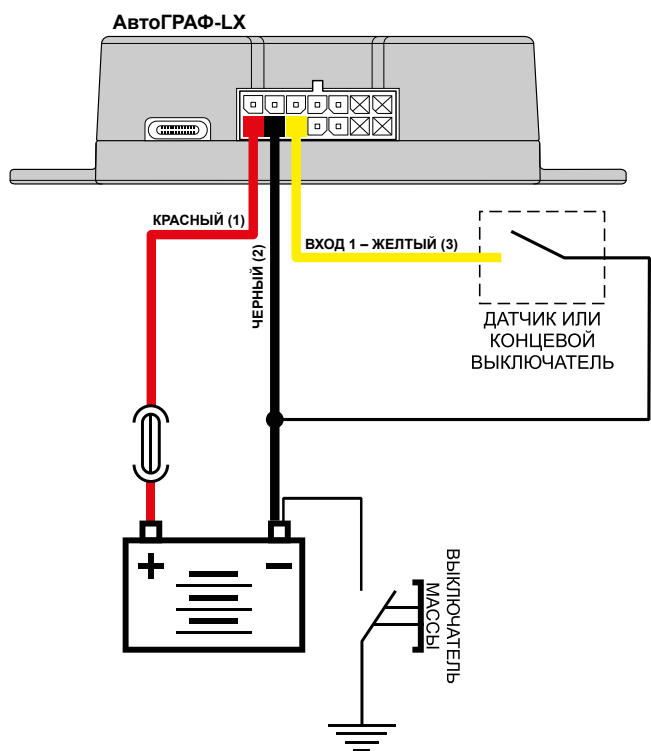 АвтоГРАФ-LX
КРАСНЫЙ (1)
ЧЕРНЫЙ (2)
ВХОД 1 – ЖЕЛТЫЙ (3)
ДАТЧИК ИЛИ
КОНЦЕВОЙ
ВЫКЛЮЧАТЕЛЬ
+
−
ВЫКЛЮЧАТЕЛЬ
МАССЫ